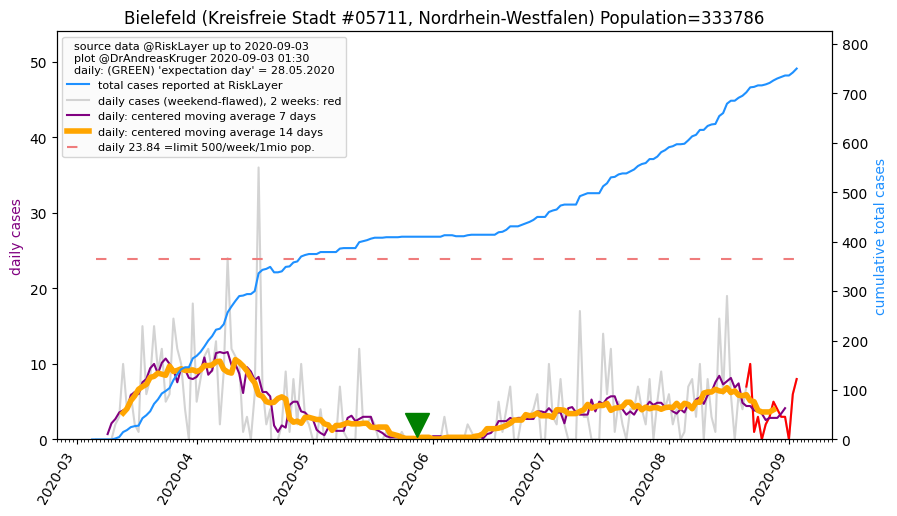 Bielefeld (Kreisfreie Stadt #05711, Nordrhein-Westfalen) Population=333786
source data @RiskLayer up to 2020-09-03
plot @DrAndreasKruger 2020-09-03 01:30
daily: (GREEN) 'expectation day' = 28.05.2020
total cases reported at RiskLayer
daily cases (weekend-flawed), 2 weeks: red
daily: centered moving average 7 days
daily: centered moving average 14 days
daily 23.84 =limit 500/week/1mio pop.
daily cases
50
40
30
20
10
0
800
700
600
500
400
300
200
100
0
cumulative total cases
2020-03
2020-04
2020-05
2020-06
2020-07
2020-08
2020-09